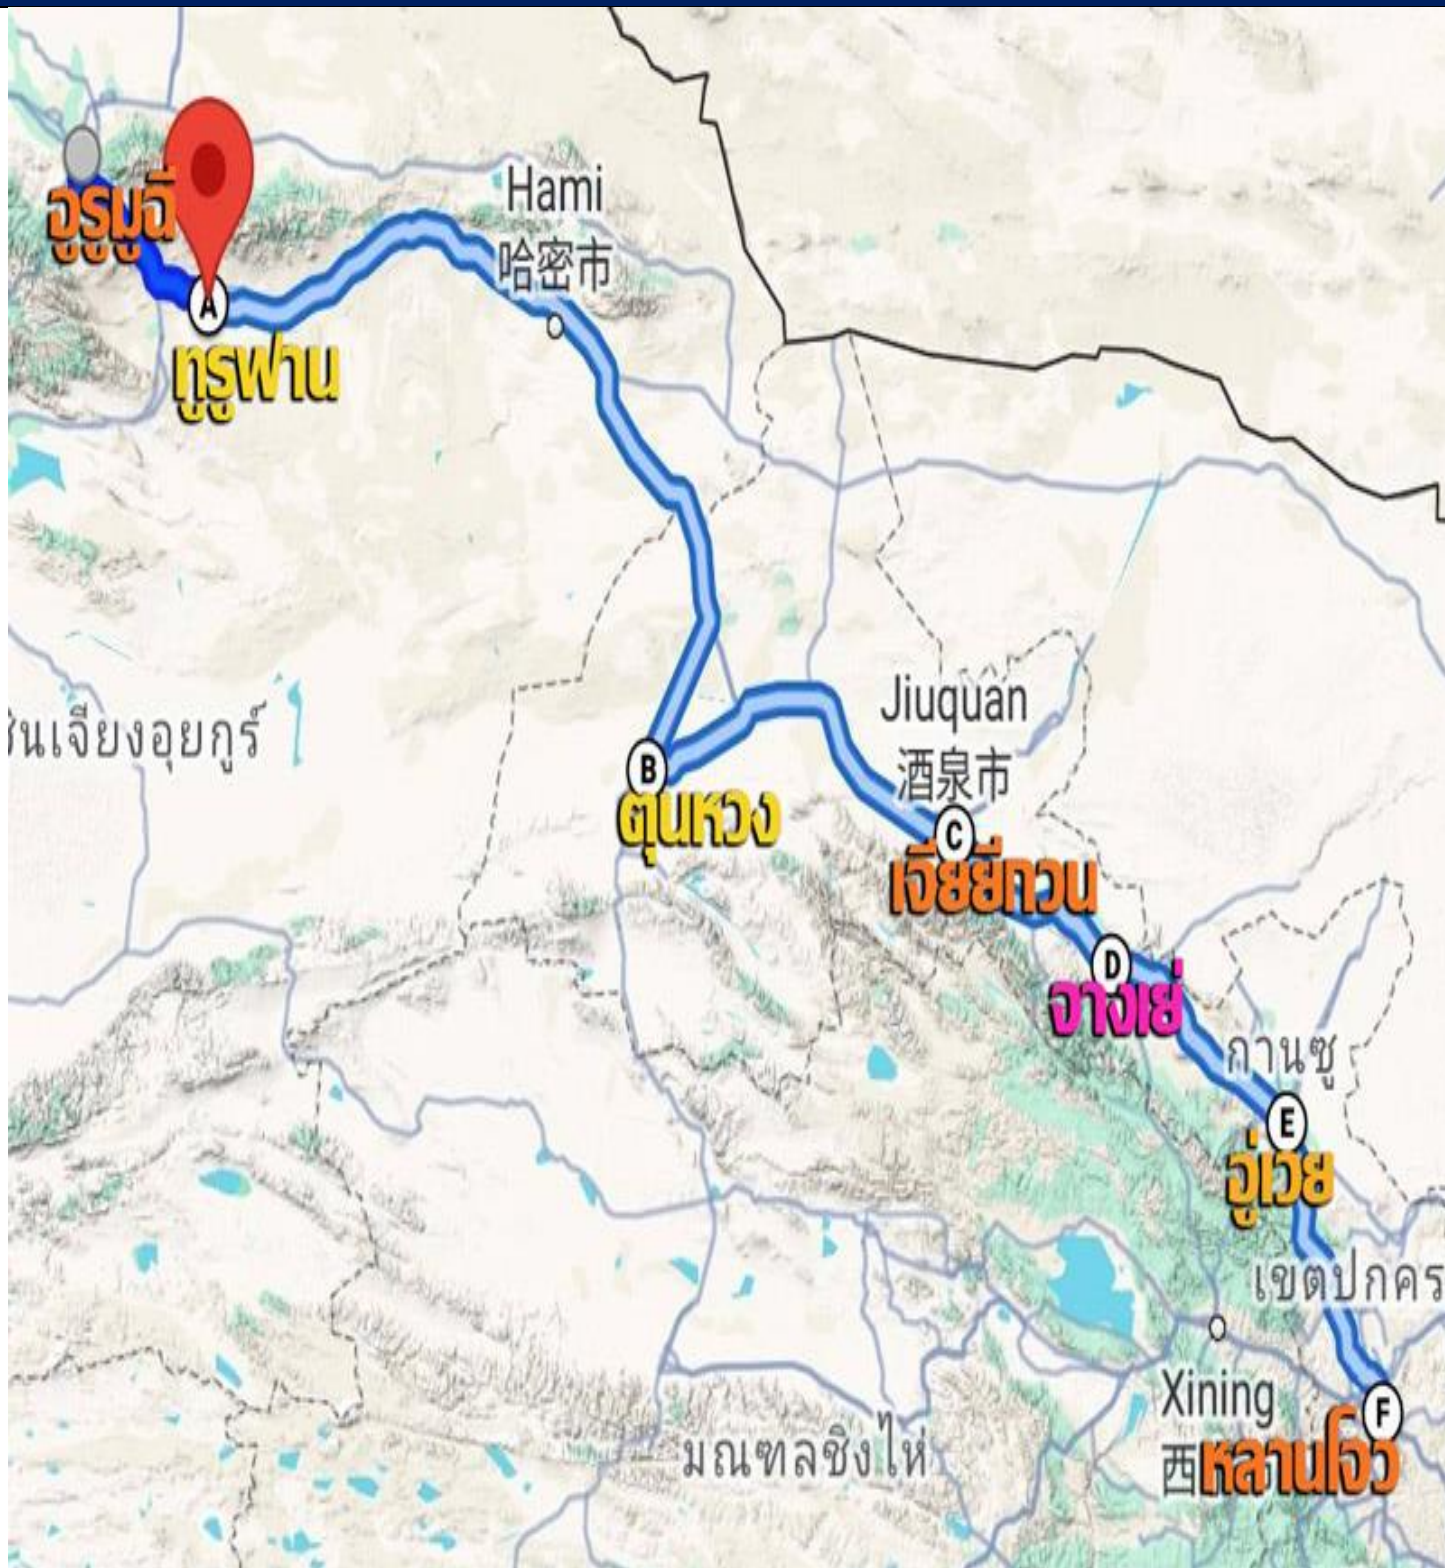 Hami
哈密市
อูรูมูฉี
A
ทูรูฟาน
Jiuquan
酒泉市
ซินเจียงอุยกูร์
B
ตุนหวง
C
เจียยีกวน
D
จางเย่
กานซู
E
อู่เวย
เขตปกคร
Xining
西
F
หลานโจว
มณฑลชิงไห่